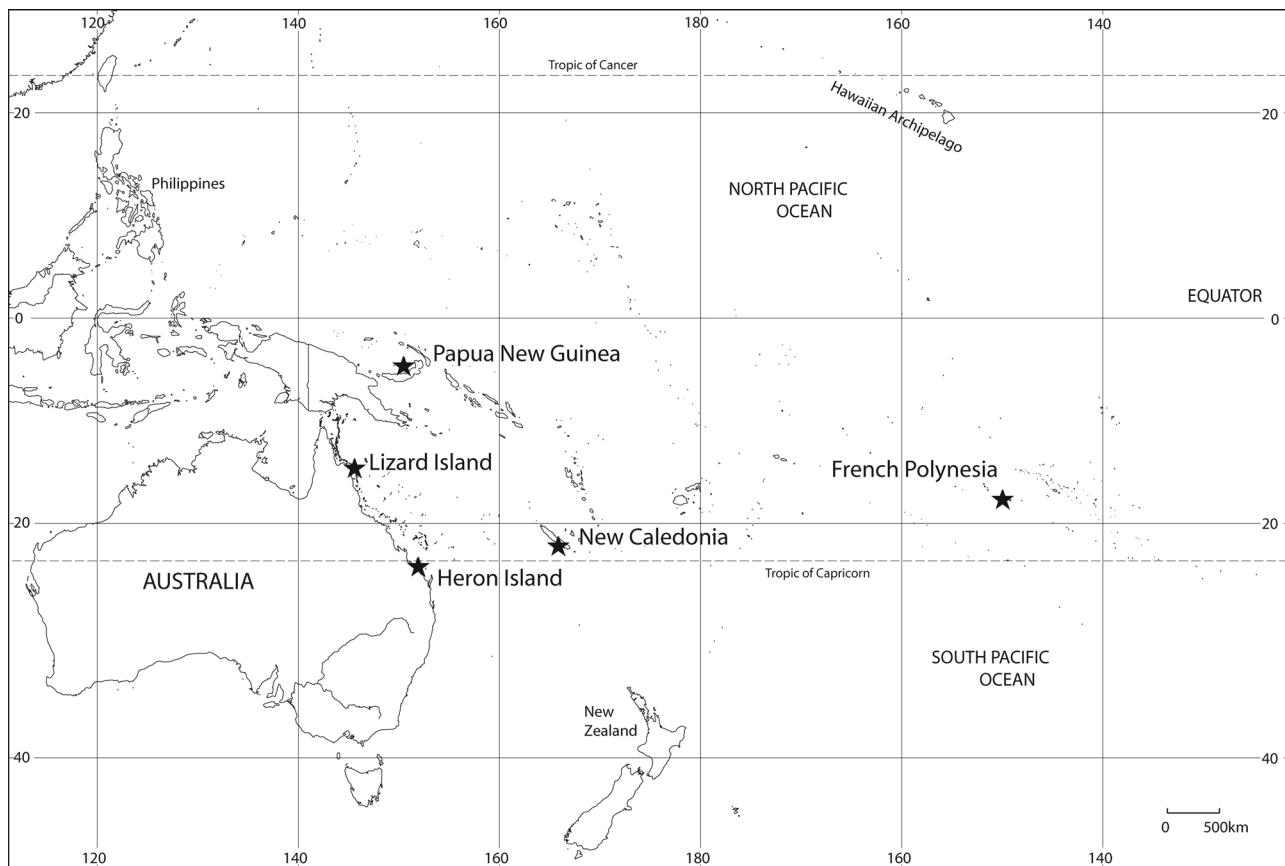 120 140 160 180 160 140
Tropic of Cancer
Hawaiian Archipelago
20 20
Philippines
NORTH PACIFIC
OCEAN
EQUATOR
0 0
Papua New Guinea
Lizard Island
French Polynesia
20 20
New Caledonia
Tropic of Capricorn
Heron Island
AUSTRALIA
SOUTH PACIFIC
OCEAN
New
Zealand
40 40
0 500km
120 140 160 180 160 140